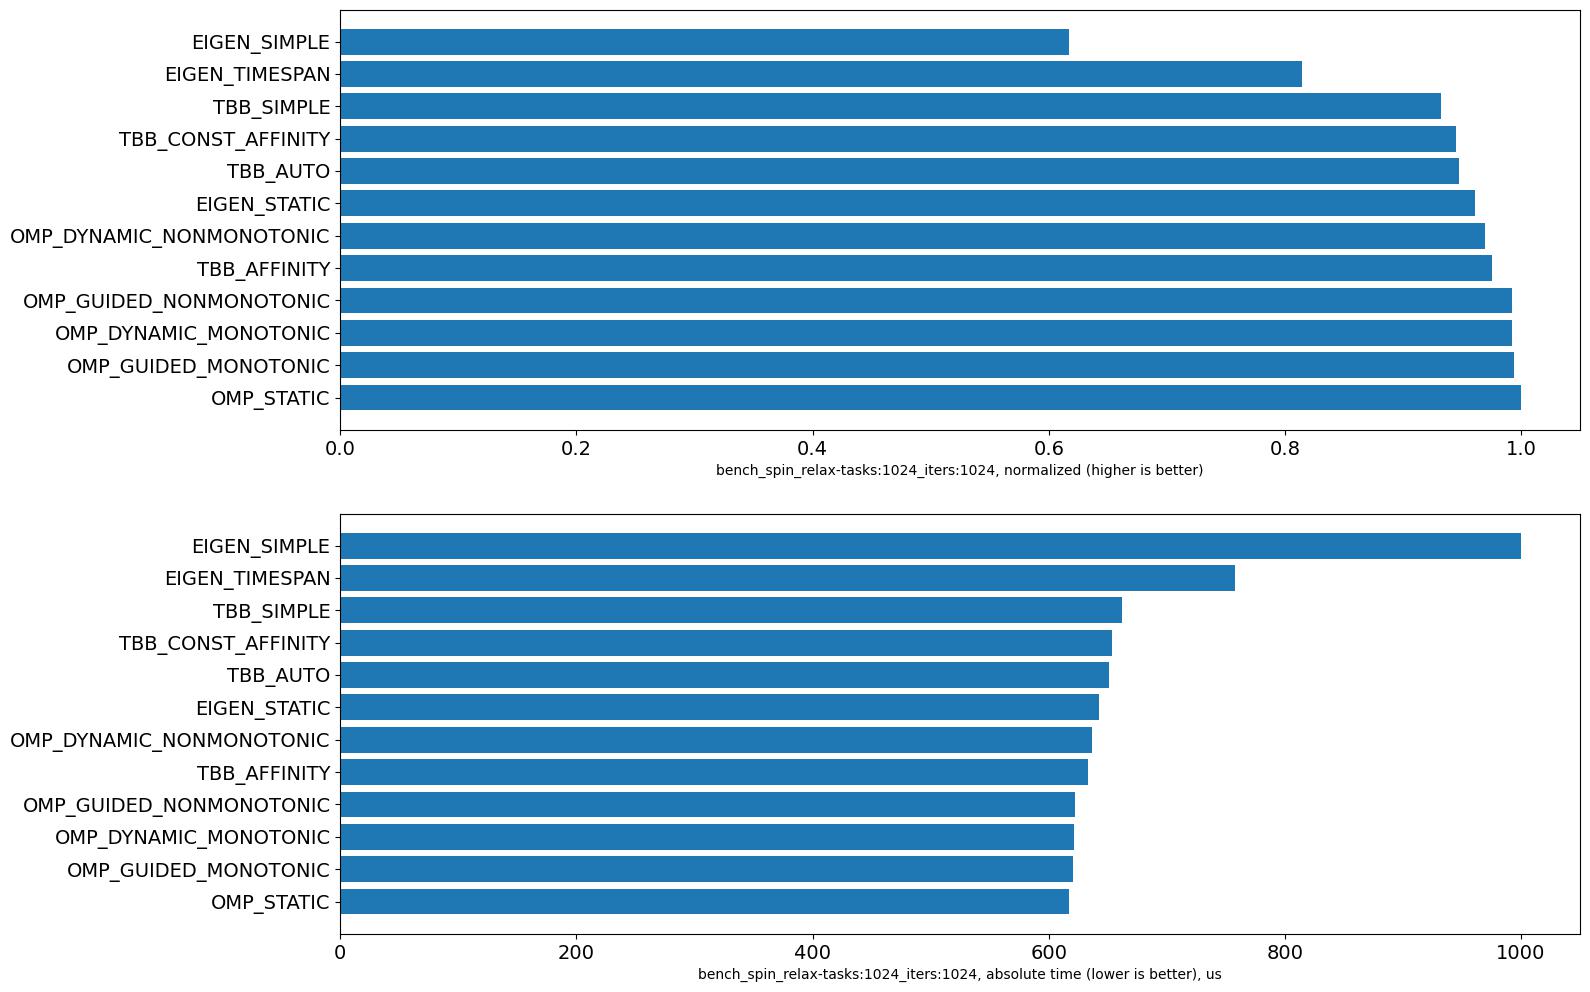 EIGEN_SIMPLE
EIGEN_TIMESPAN
TBB_SIMPLE
TBB_CONST_AFFINITY
TBB_AUTO
EIGEN_STATIC
OMP_DYNAMIC_NONMONOTONIC
TBB_AFFINITY
OMP_GUIDED_NONMONOTONIC
OMP_DYNAMIC_MONOTONIC
OMP_GUIDED_MONOTONIC
OMP_STATIC
0.0 0.2 0.4 0.6 0.8 1.0
bench_spin_relax-tasks:1024_iters:1024, normalized (higher is better)
EIGEN_SIMPLE
EIGEN_TIMESPAN
TBB_SIMPLE
TBB_CONST_AFFINITY
TBB_AUTO
EIGEN_STATIC
OMP_DYNAMIC_NONMONOTONIC
TBB_AFFINITY
OMP_GUIDED_NONMONOTONIC
OMP_DYNAMIC_MONOTONIC
OMP_GUIDED_MONOTONIC
OMP_STATIC
0 200 400 600 800 1000
bench_spin_relax-tasks:1024_iters:1024, absolute time (lower is better), us